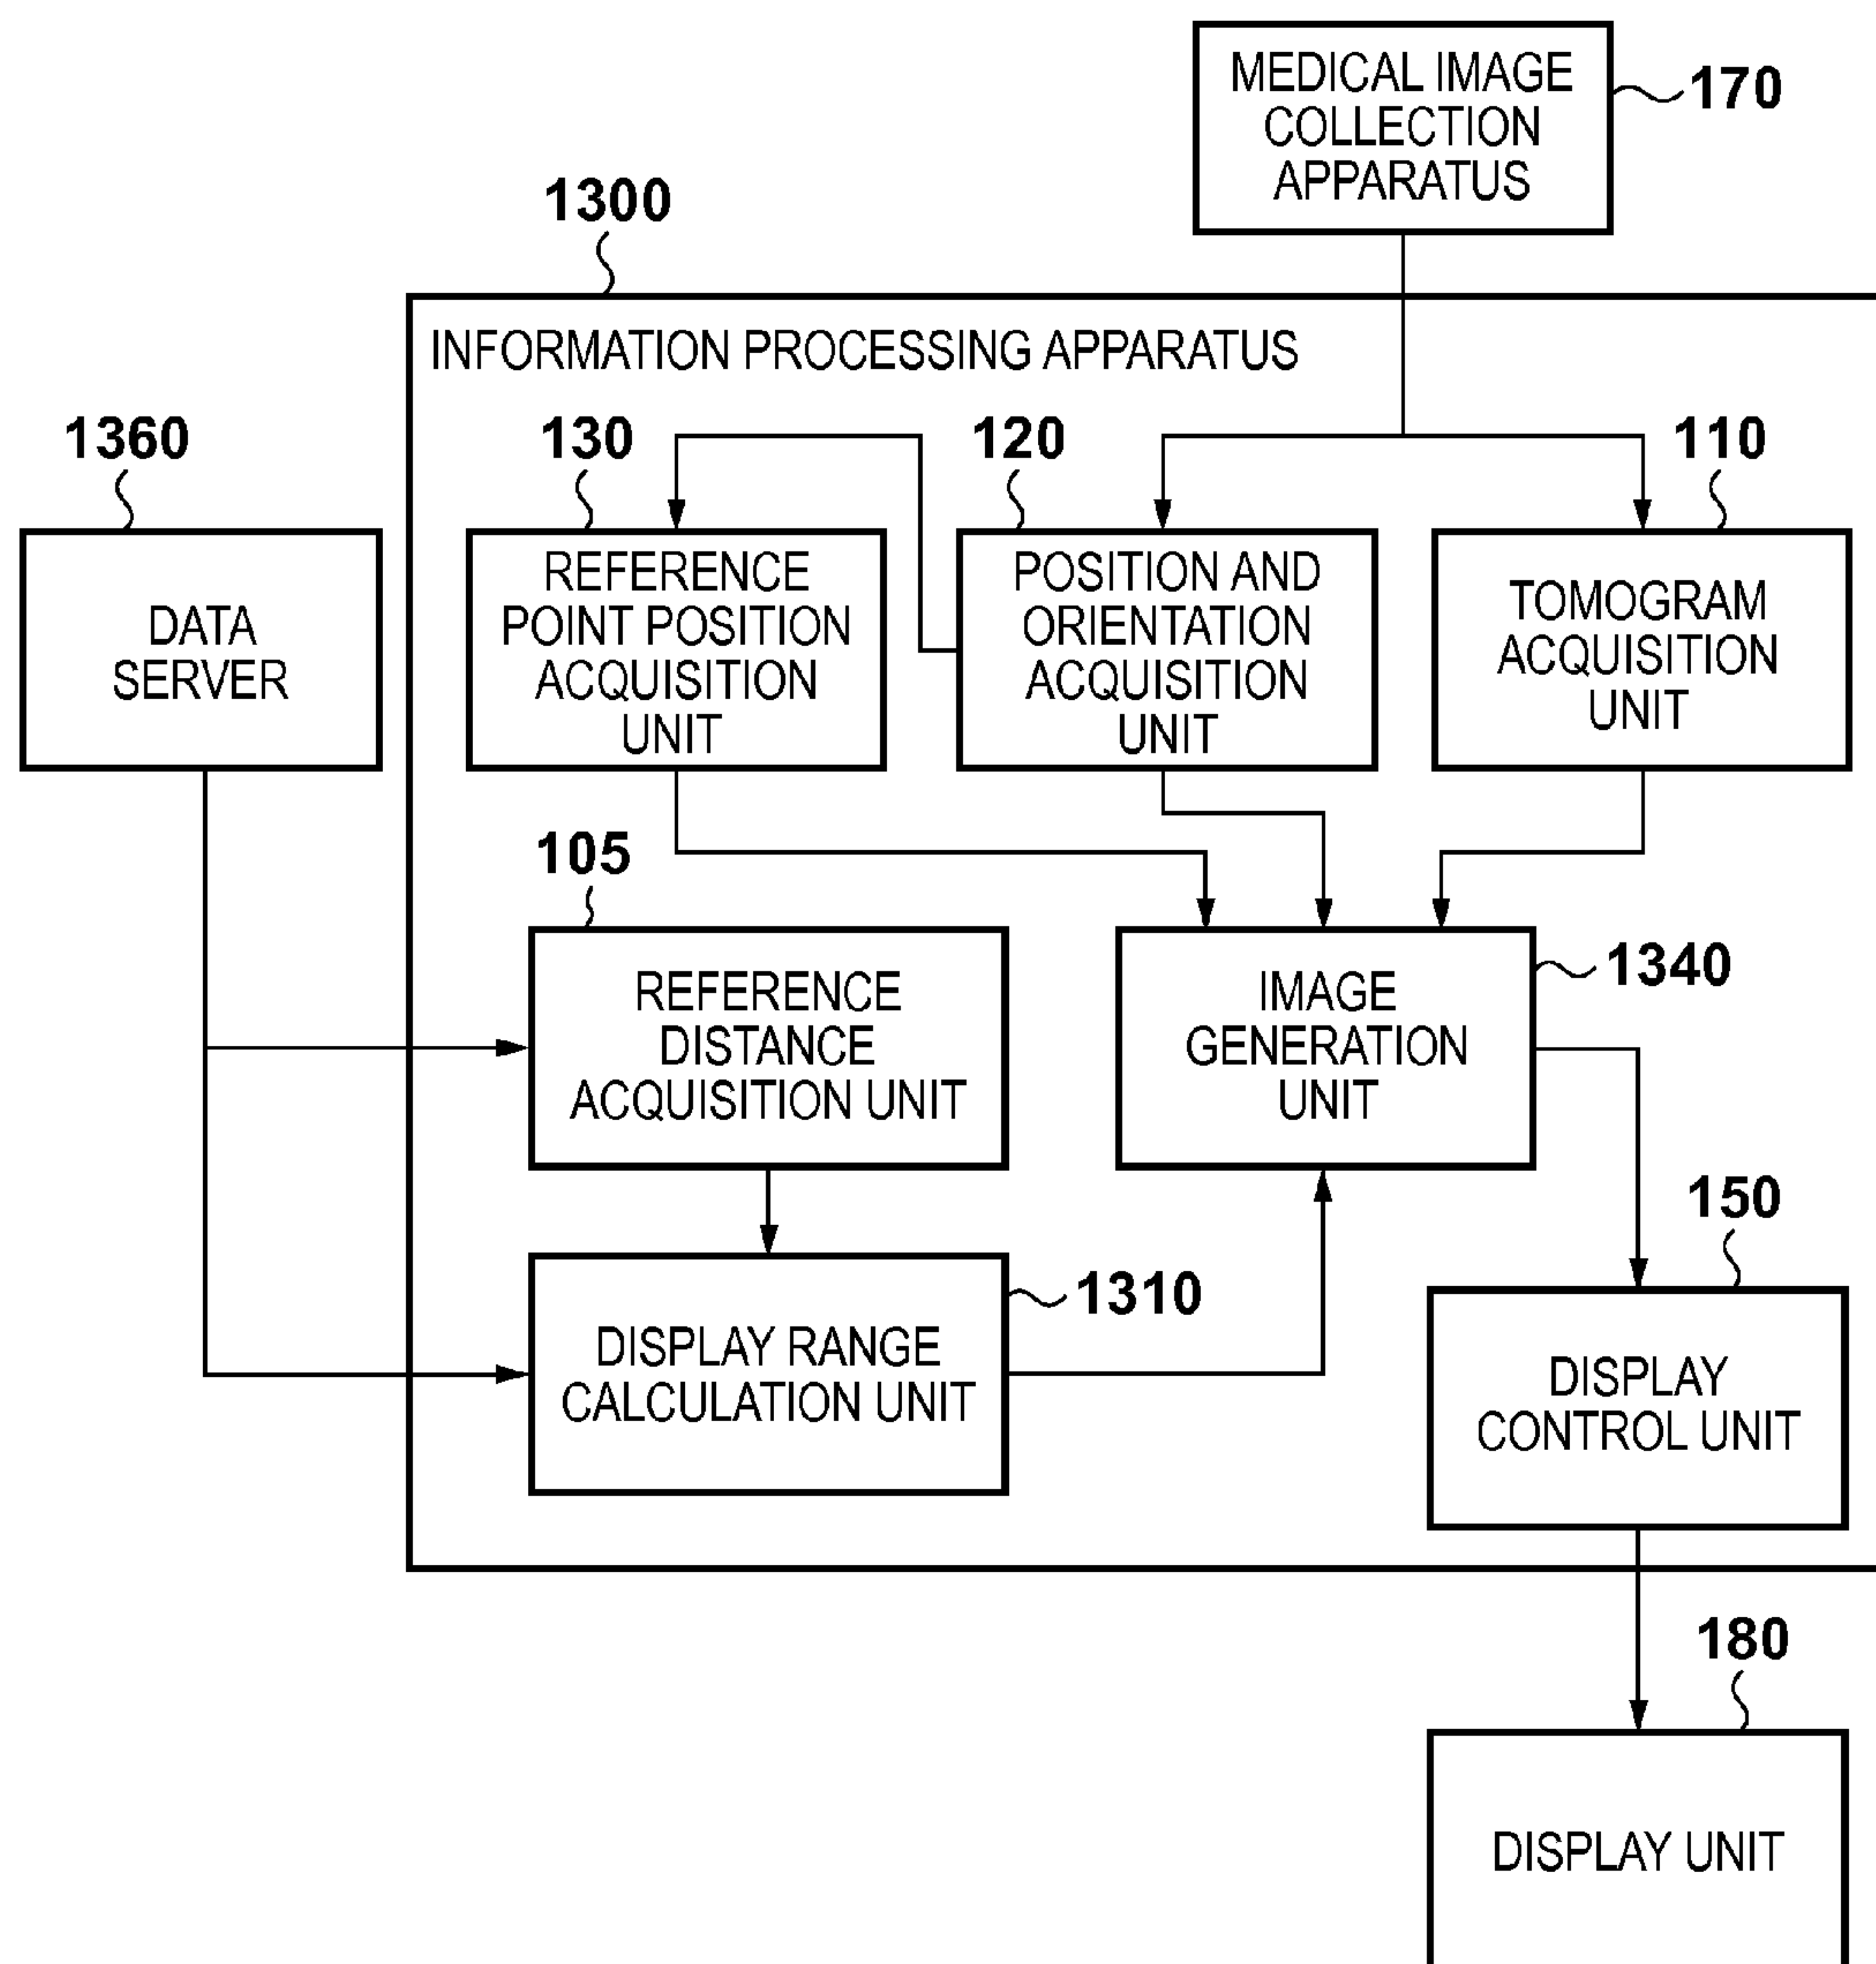 MEDICAL IMAGE
COLLECTION
APPARATUS
170
1300
INFORMATION PROCESSING APPARATUS
1360
130
120
110
DATA
SERVER
REFERENCE
POINT POSITION
ACQUISITION
UNIT
POSITION AND
ORIENTATION
ACQUISITION
UNIT
TOMOGRAM
ACQUISITION
UNIT
105
REFERENCE
DISTANCE
ACQUISITION UNIT
IMAGE
GENERATION
UNIT
1340
150
1310
DISPLAY RANGE
CALCULATION UNIT
DISPLAY
CONTROL UNIT
180
DISPLAY UNIT